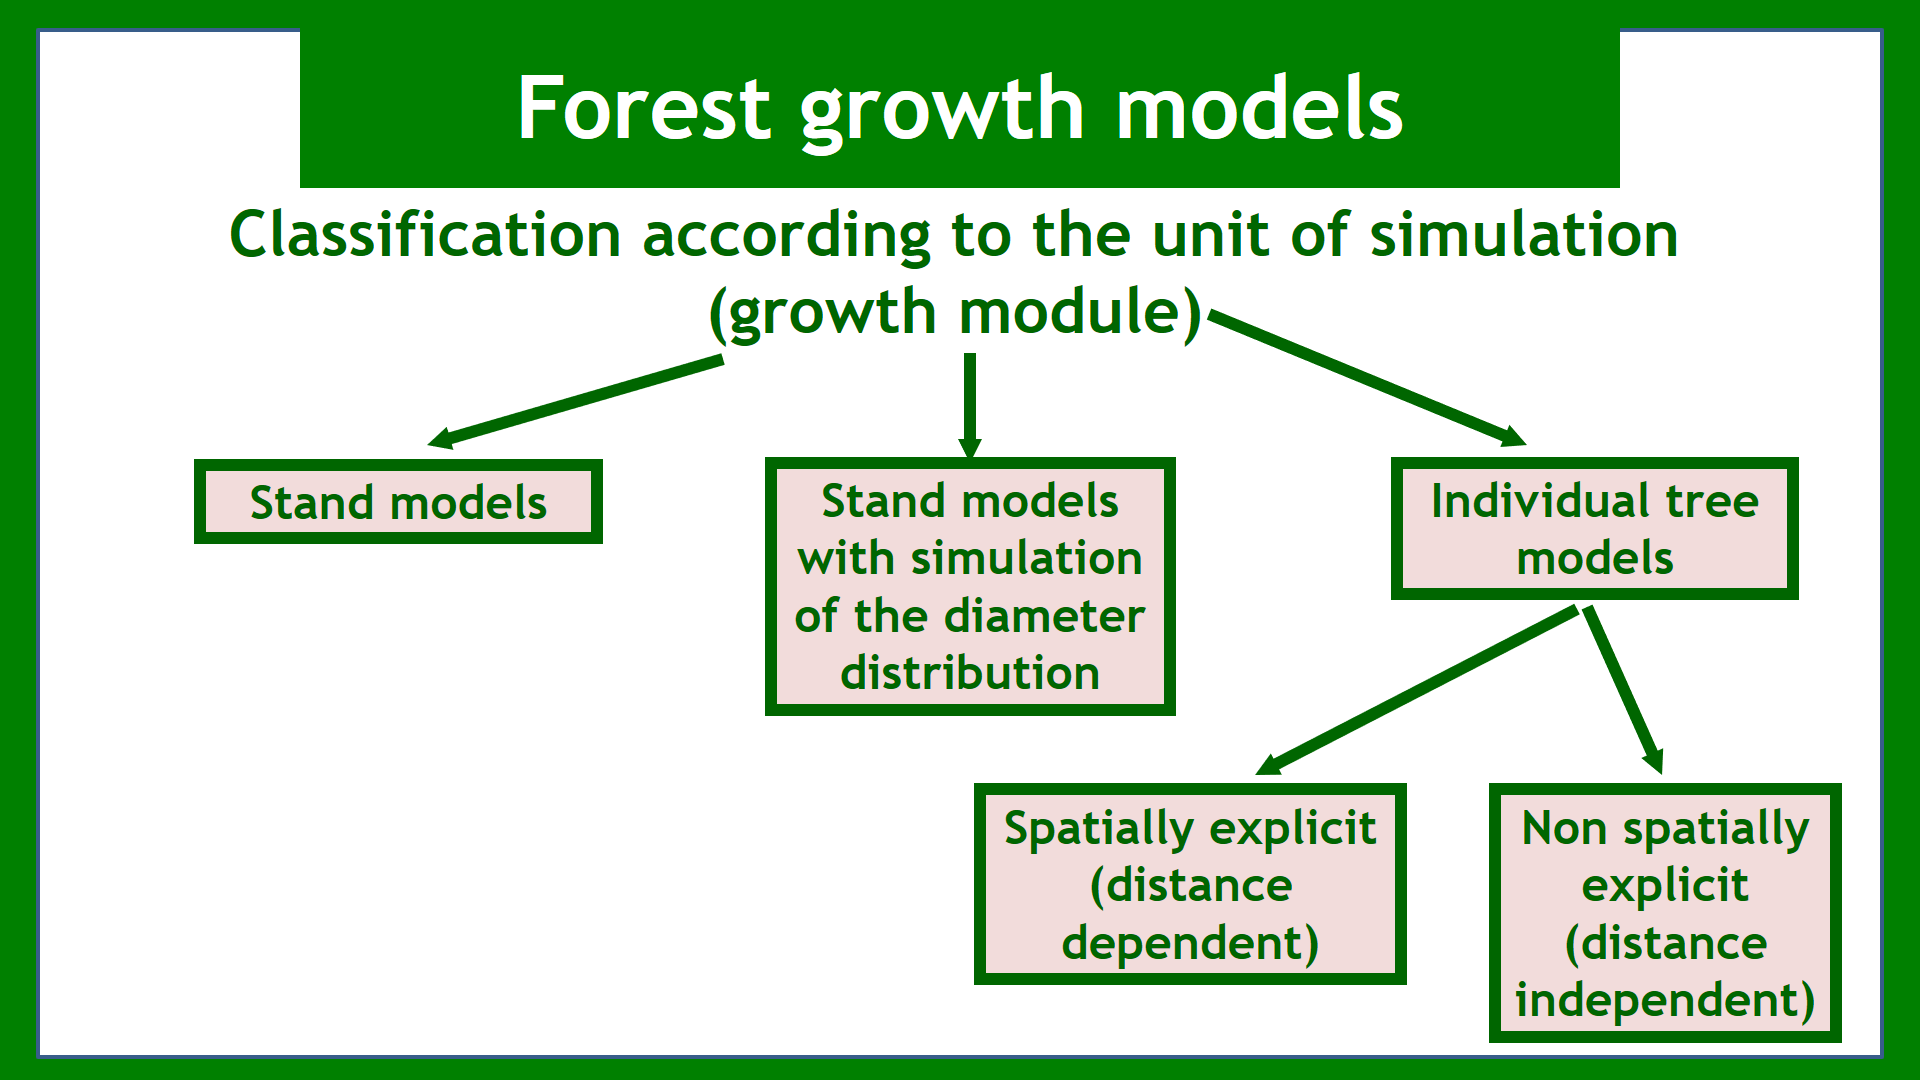 Forest growth models
Classification according to the unit of simulation
(growth module)
Stand models
Stand models
with simulation
of the diameter
distribution
Individual tree
models
Spatially explicit
(distance
dependent)
Non spatially
explicit
(distance
independent)